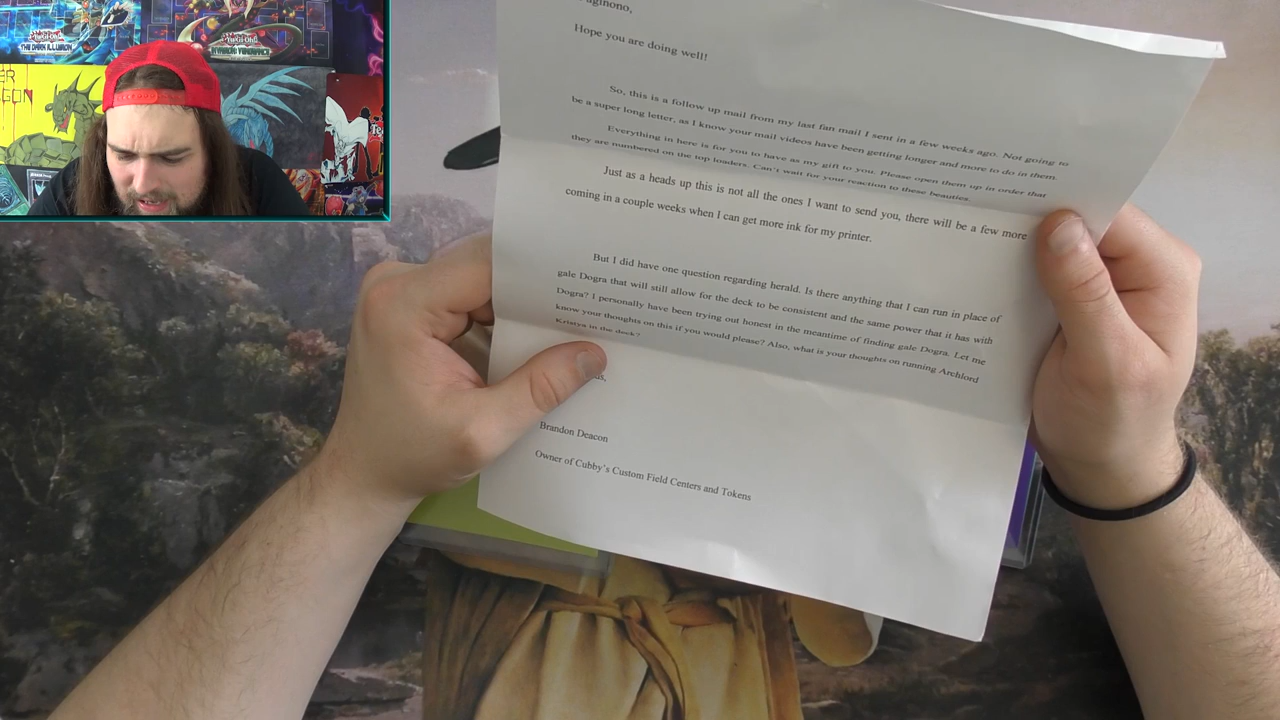 THE DARK ILLUSION
INVASION: VENGEANCE
Hope you are doing well!
So, this is a follow up mail from my last fan mail I sent in a few weeks ago. Not going to
be a super long letter, as I know your mail videos have been getting longer and more to do in them.
Everything in here is for you to have as my gift to you. Please open them up in order that
they are numbered on the top loaders. Can't wait for your reaction to these beauties.
Just as a heads up this is not all the ones I want to send you, there will be a few more
coming in a couple weeks when I can get more ink for my printer.
But I did have one question regarding herald. Is there anything that I can run in place of
gale Dogra that will still allow for the deck to be consistent and the same power that it has with
Dogra? I personally have been trying out honest in the meantime of finding gale Dogra. Let me
know your thoughts on this if you would please? Also, what is your thoughts on running Archlord
Kristya in the deck?
Brandon Deacon
Owner of Cubby's Custom Field Centers and Tokens